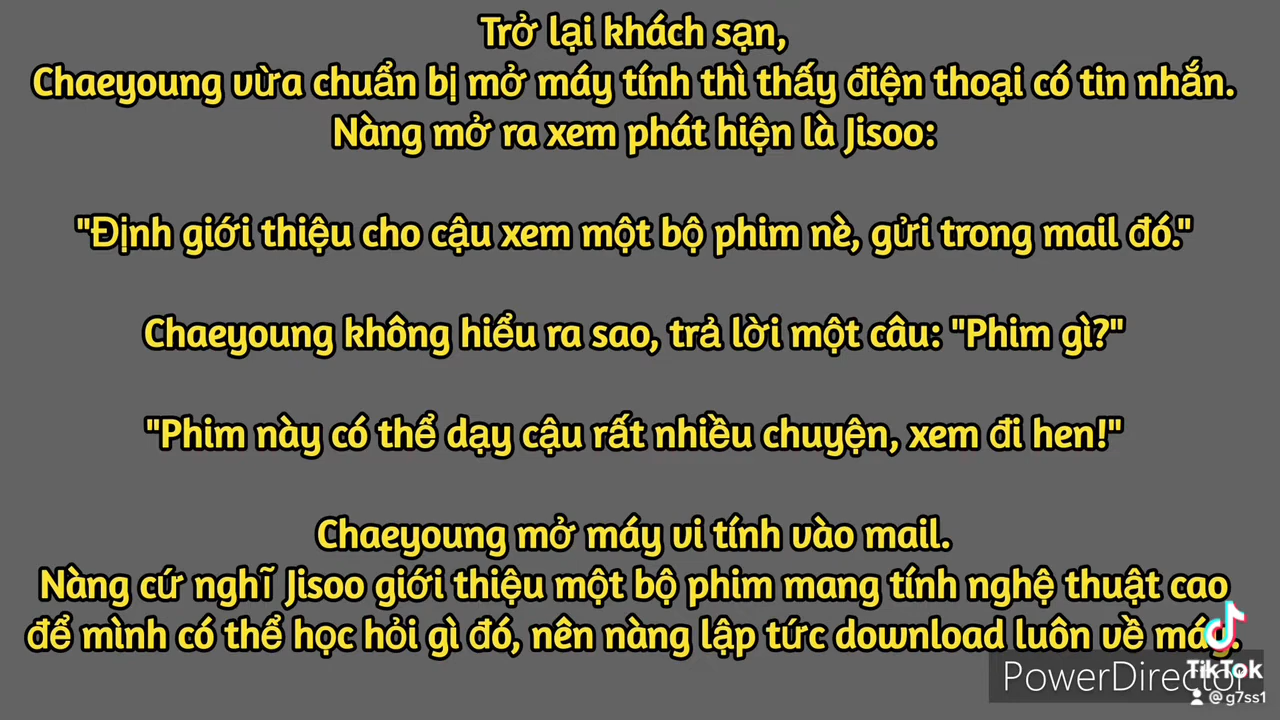 Trở lại khách sạn,
Chaeyoung vừa chuẩn bị mở máy tính thì thấy điện thoại có tin nhắn.
Nàng mở ra xem phát hiện là Jisoo:
"Định giới thiệu cho cậu xem một bộ phim nè, gửi trong mail đó."
Chaeyoung không hiểu ra sao, trả lời một câu: "Phim gì?"
"Phim này có thể dạy cậu rất nhiều chuyện, xem đi hen!"
Chaeyoung mở máy vi tính vào mail.
Nàng cứ nghĩ Jisoo giới thiệu một bộ phim mang tính nghệ thuật cao
để mình có thể học hỏi gì đó, nên nàng lập tức download luôn về máy.
PowerDirector
TikTok
@g7ss1